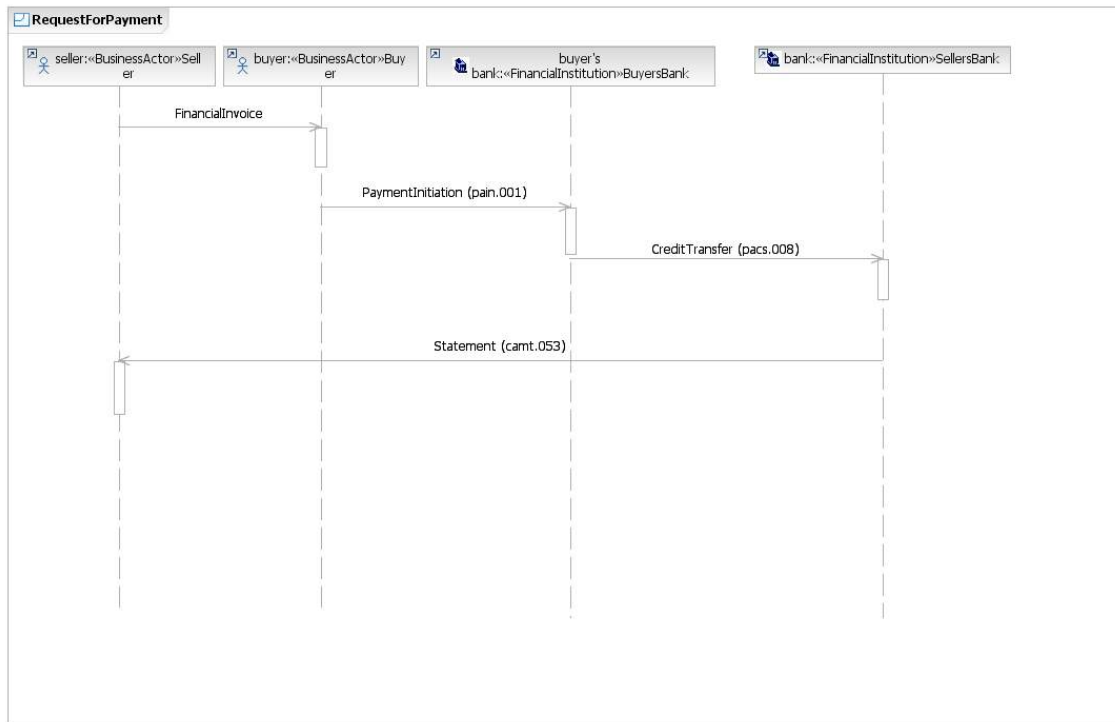 RequestForPayment
seller:«BusinessActor»Sell
er
buyer:«BusinessActor»Buy
er
buyer's
bank:«FinancialInstitution»BuyersBank
bank:«FinancialInstitution»SellersBank
FinancialInvoice
PaymentInitiation (pain.001)
CreditTransfer (pacs.008)
Statement (camt.053)